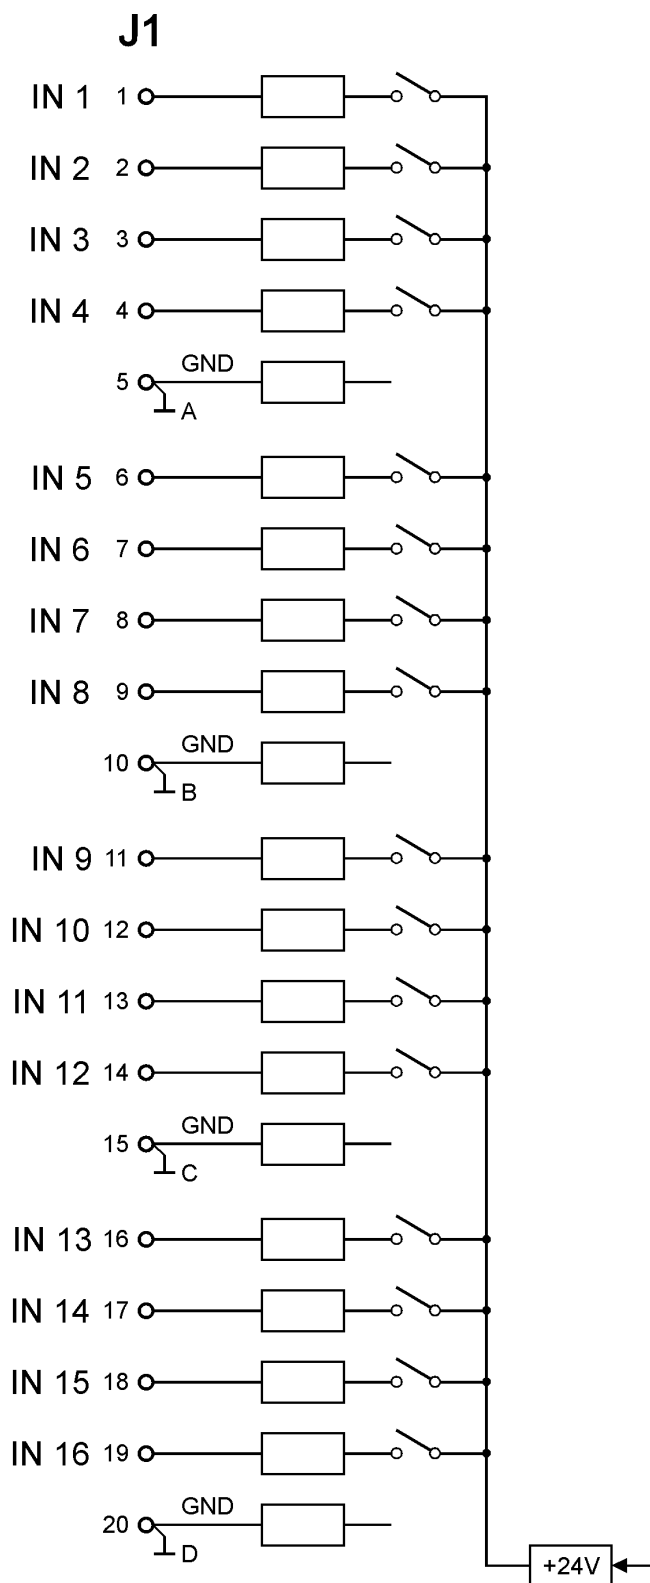 J1
IN 1 1
IN 2 2
IN 3 3
IN 4 4
GND
5
A
IN 5 6
IN 6 7
IN 7 8
IN 8 9
GND
10
B
IN 9 11
IN 10 12
IN 11 13
IN 12 14
GND
15
C
IN 13 16
IN 14 17
IN 15 18
IN 16 19
GND
20
D
+24V